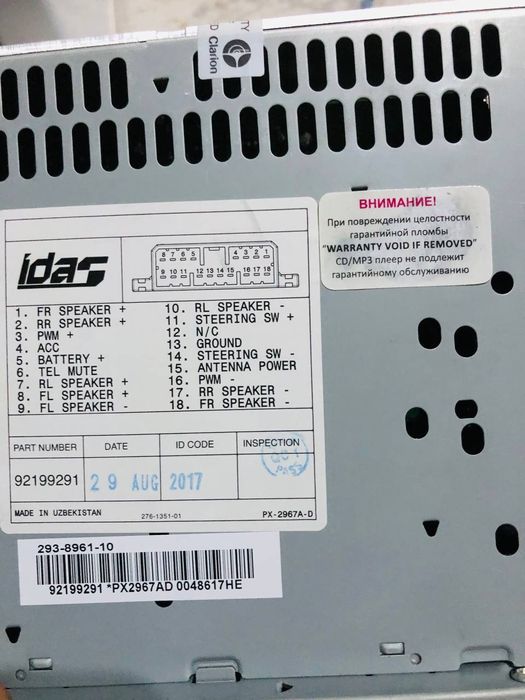 Clarion
ВНИМАНИЕ!
При повреждении целостности
гарантийной пломбы
"WARRANTY VOID IF REMOVED"
CD/MP3 плеер не подлежит
гарантийному обслуживанию
idas
8 7 6 5 4 3 2 1
9 10 11 12 13 14 15 16 17 18
1. FR SPEAKER +
2. RR SPEAKER +
3. PWM +
4. ACC
5. BATTERY +
6. TEL MUTE
7. RL SPEAKER +
8. FL SPEAKER +
9. FL SPEAKER -
10. RL SPEAKER -
11. STEERING SW +
12. N/C
13. GROUND
14. STEERING SW -
15. ANTENNA POWER
16. PWM -
17. RR SPEAKER -
18. FR SPEAKER -
PART NUMBER DATE ID CODE INSPECTION
92199291 29 AUG 2017
MADE IN UZBEKISTAN 276-1351-01 PX-2967A-D
293-8961-10
92199291 *PX2967AD 0048617HE